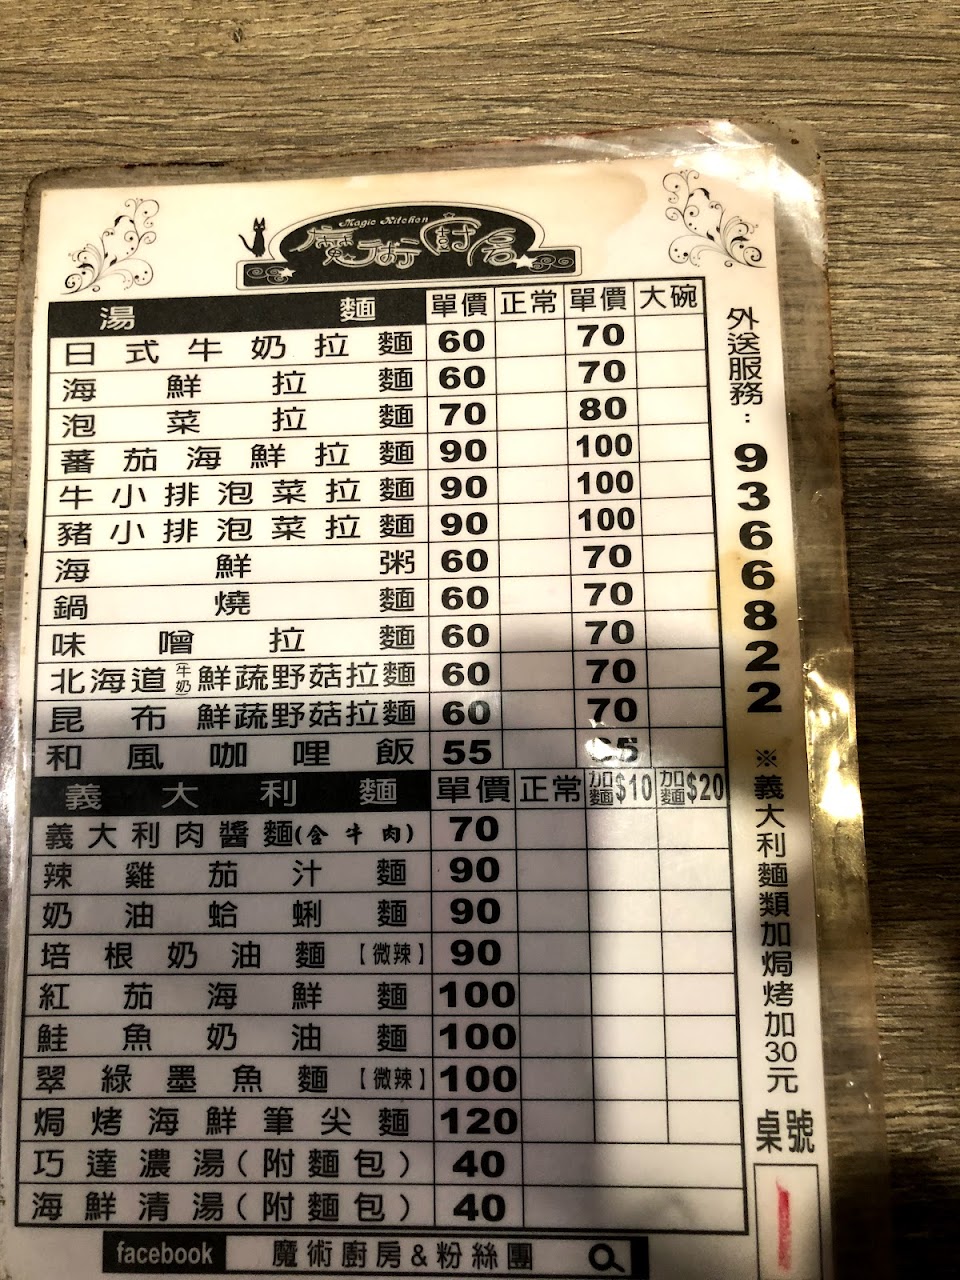 Magic Kitchen
魔術廚房
湯麵 單價 正常 單價 大碗
日式牛奶拉麵 60 70
海鮮拉麵 60 70
泡菜拉麵 70 80
蕃茄海鮮拉麵 90 100
牛小排泡菜拉麵 90 100
豬小排泡菜拉麵 90 100
海鮮粥 60 70
鍋燒麵 60 70
味噌拉麵 60 70
北海道牛奶鮮蔬野菇拉麵 60 70
昆布鮮蔬野菇拉麵 60 70
和風咖哩飯 55 65
義大利麵 單價 正常 加麵$10 加麵$20
義大利肉醬麵(含牛肉) 70
辣雞茄汁麵 90
奶油蛤蜊麵 90
培根奶油麵【微辣】 90
紅茄海鮮麵 100
鮭魚奶油麵 100
翠綠墨魚麵【微辣】 100
焗烤海鮮筆尖麵 120
巧達濃湯(附麵包) 40
海鮮清湯(附麵包) 40
facebook 魔術廚房&粉絲團
外送服務：9366822
※義大利麵類加焗烤加30元
桌號